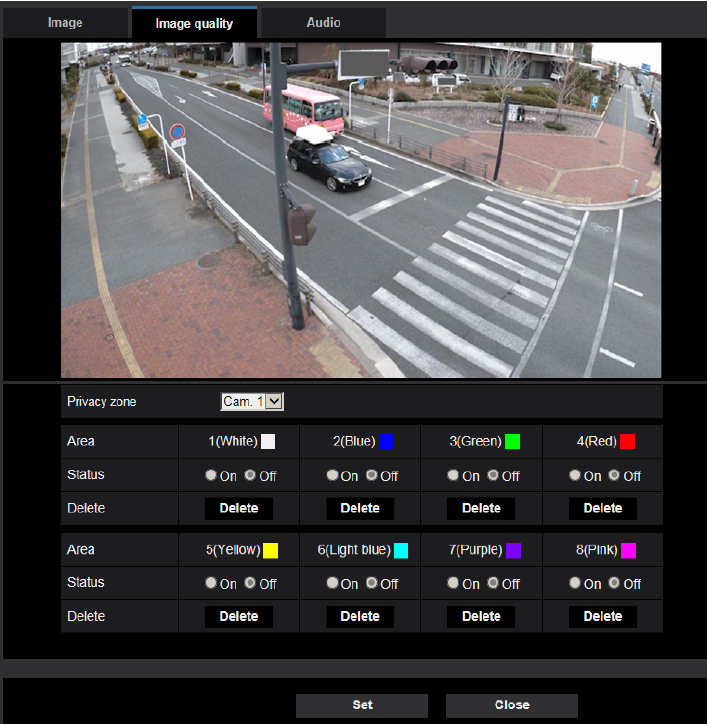 Image Image quality Audio
Privacy zone Cam. 1
Area 1(White) 2(Blue) 3(Green) 4(Red)
Status On Off On Off On Off On Off
Delete Delete Delete Delete Delete
Area 5(Yellow) 6(Light blue) 7(Purple) 8(Pink)
Status On Off On Off On Off On Off
Delete Delete Delete Delete Delete
Set Close